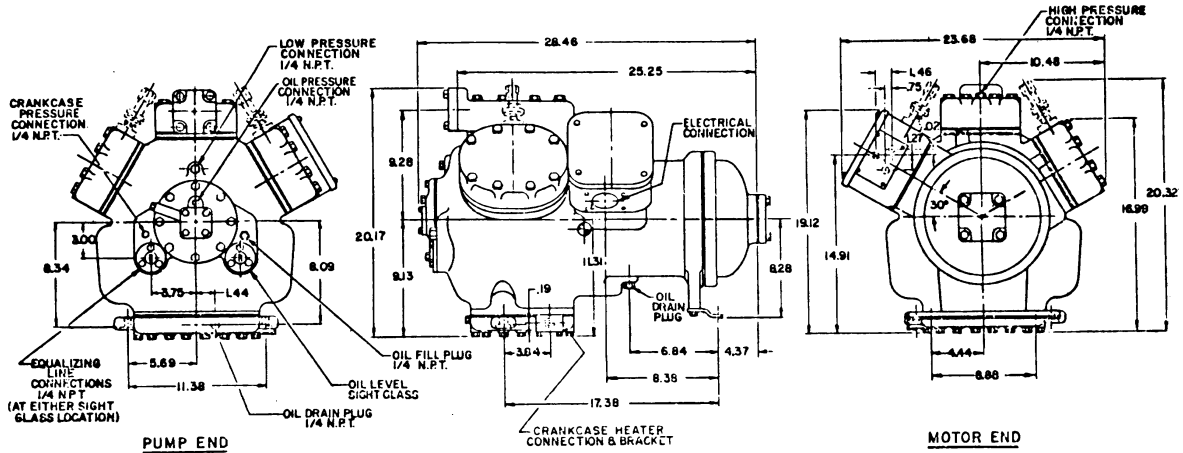 LOW PRESSURE
CONNECTION
1/4 N.P.T.
OIL PRESSURE
CONNECTION
1/4 N.P.T.
CRANKCASE
PRESSURE
CONNECTION
1/4 N.P.T.
3.00
8.34
8.09
3.75
1.44
5.69
11.38
EQUALIZING
LINE
CONNECTIONS
1/4 N.P.T.
(AT EITHER SIGHT
GLASS LOCATION)
OIL FILL PLUG
1/4 N.P.T.
OIL LEVEL
SIGHT GLASS
OIL DRAIN PLUG
1/4 N.P.T.
PUMP END
28.46
25.25
ELECTRICAL
CONNECTION
9.28
20.17
9.13
11.31
8.28
.19
OIL
DRAIN
PLUG
3.84
6.84
4.37
8.38
17.38
CRANKCASE HEATER
CONNECTION & BRACKET
HIGH PRESSURE
CONNECTION
1/4 N.P.T.
23.68
10.48
1.46
.75
.02
1.27
30°
19.12
14.91
16.98
20.32
4.44
8.88
MOTOR END